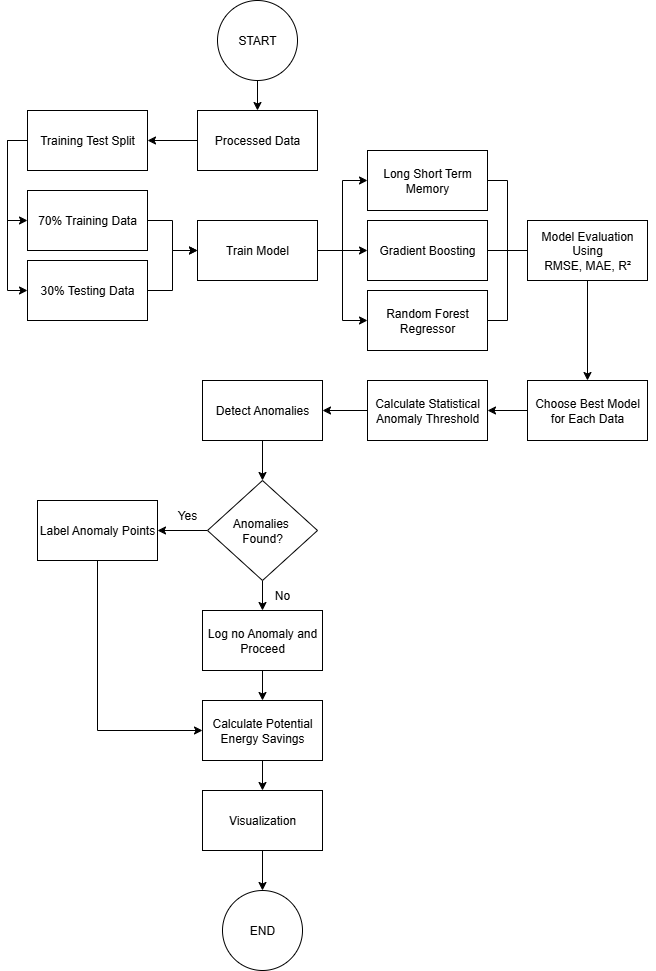 START
Training Test Split
Processed Data
70% Training Data
30% Testing Data
Train Model
Long Short Term
Memory
Gradient Boosting
Random Forest
Regressor
Model Evaluation
Using
RMSE, MAE, R²
Choose Best Model
for Each Data
Calculate Statistical
Anomaly Threshold
Detect Anomalies
Anomalies
Found?
Yes
Label Anomaly Points
No
Log no Anomaly and
Proceed
Calculate Potential
Energy Savings
Visualization
END